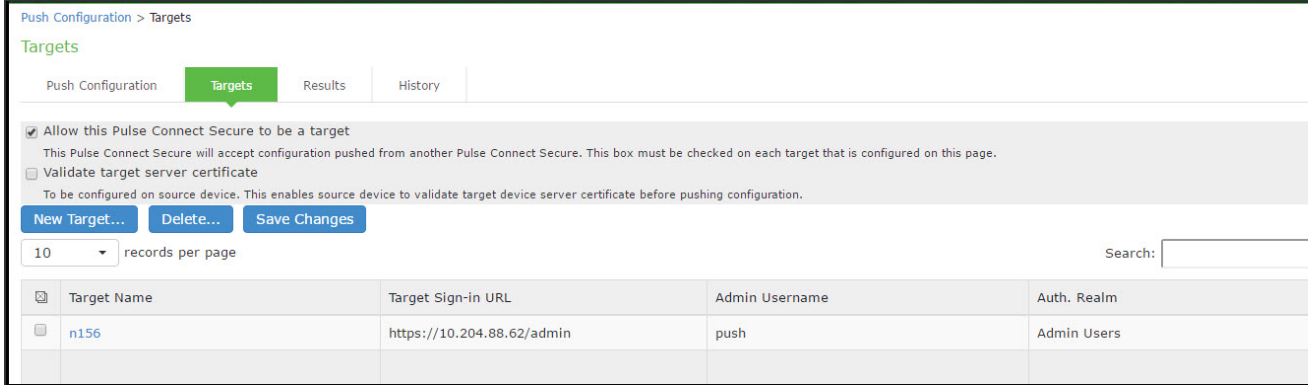 Push Configuration > Targets
Targets
Push Configuration Targets Results History
Allow this Pulse Connect Secure to be a target
This Pulse Connect Secure will accept configuration pushed from another Pulse Connect Secure. This box must be checked on each target that is configured on this page.
Validate target server certificate
To be configured on source device. This enables source device to validate target device server certificate before pushing configuration.
New Target... Delete... Save Changes
10 records per page Search:
Target Name Target Sign-in URL Admin Username Auth. Realm
n156 https://10.204.88.62/admin push Admin Users